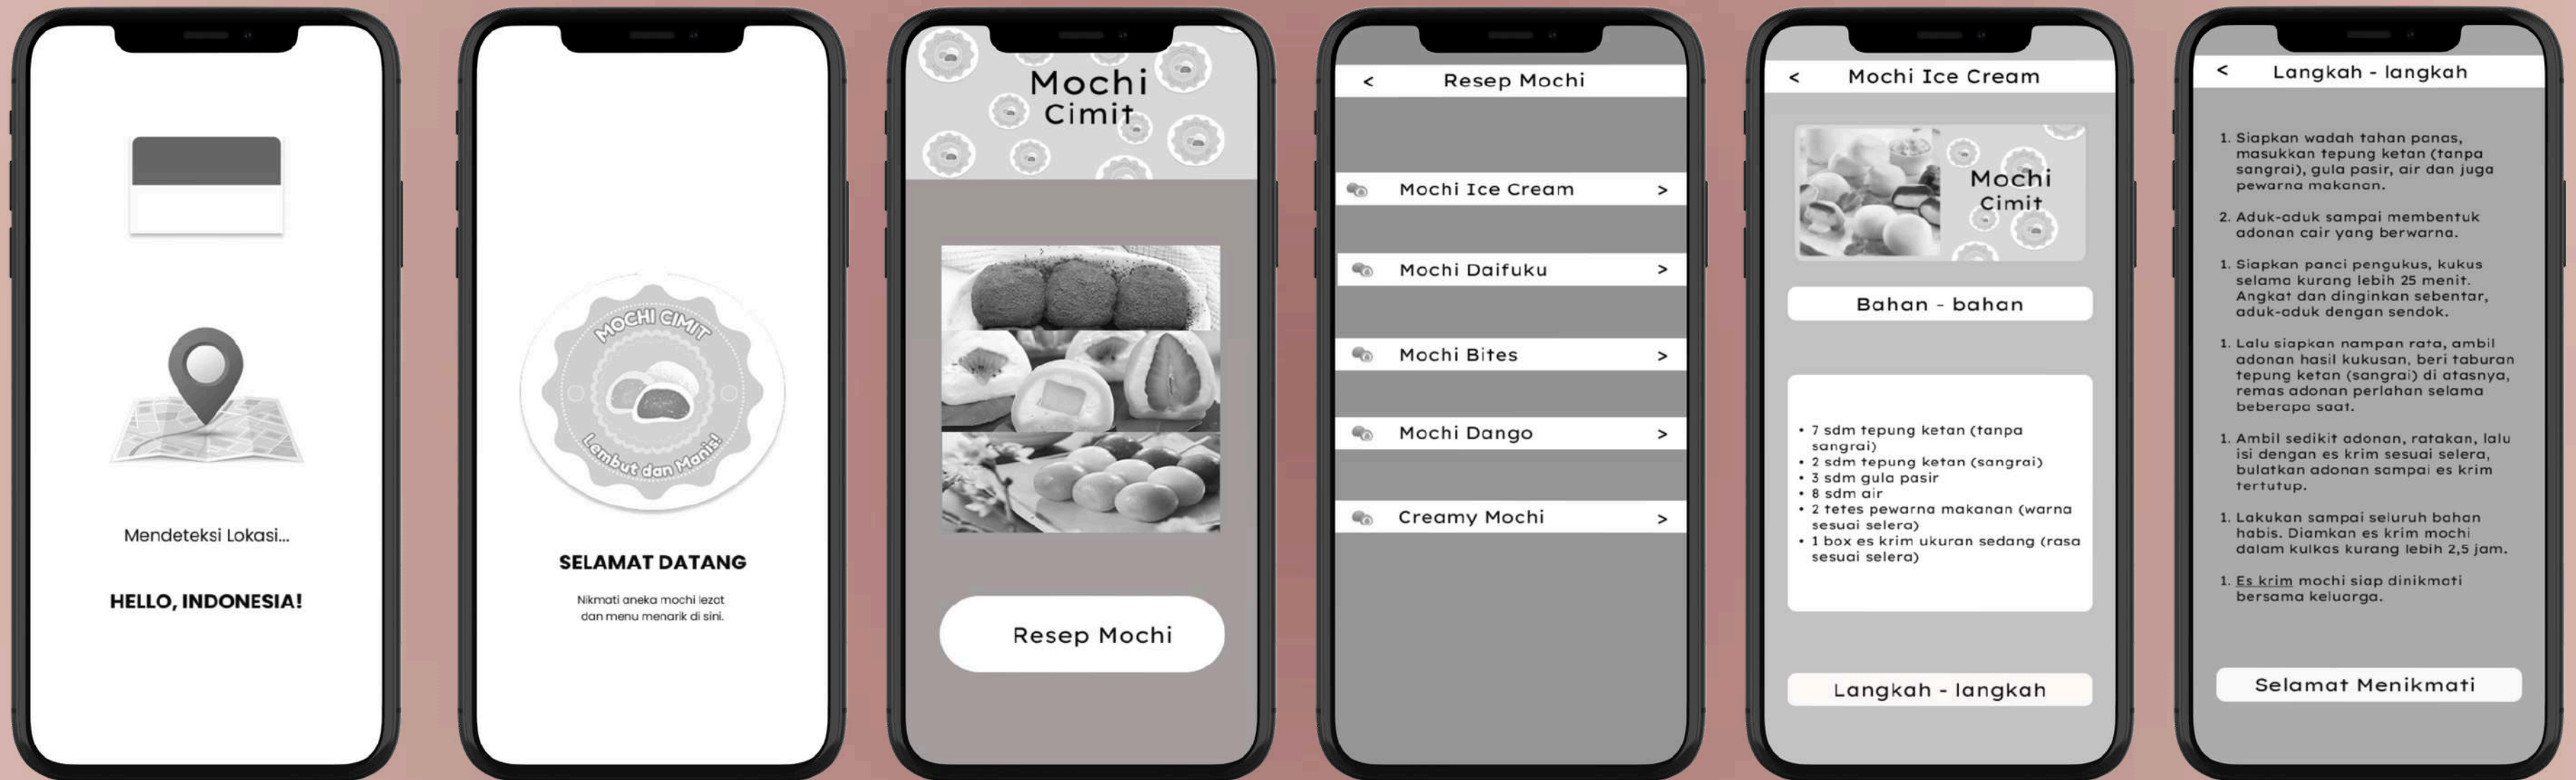 Mendeteksi Lokasi...
HELLO, INDONESIA!
MOCHI CIMIT
Lembut dan Manis!
SELAMAT DATANG
Nikmati aneka mochi lezat
dan menu menarik di sini.
Mochi
Cimit
Resep Mochi
< Resep Mochi
Mochi Ice Cream >
Mochi Daifuku >
Mochi Bites >
Mochi Dango >
Creamy Mochi >
< Mochi Ice Cream
Mochi
Cimit
Bahan - bahan
• 7 sdm tepung ketan (tanpa
sangrai)
• 2 sdm tepung ketan (sangrai)
• 3 sdm gula pasir
• 8 sdm air
• 2 tetes pewarna makanan (warna
sesuai selera)
• 1 box es krim ukuran sedang (rasa
sesuai selera)
Langkah - langkah
< Langkah - langkah
1. Siapkan wadah tahan panas,
masukkan tepung ketan (tanpa
sangrai), gula pasir, air dan juga
pewarna makanan.
2. Aduk-aduk sampai membentuk
adonan cair yang berwarna.
1. Siapkan panci pengukus, kukus
selama kurang lebih 25 menit.
Angkat dan dinginkan sebentar,
aduk-aduk dengan sendok.
1. Lalu siapkan nampan rata, ambil
adonan hasil kukusan, beri taburan
tepung ketan (sangrai) di atasnya,
remas adonan perlahan selama
beberapa saat.
1. Ambil sedikit adonan, ratakan, lalu
isi dengan es krim sesuai selera,
bulatkan adonan sampai es krim
tertutup.
1. Lakukan sampai seluruh bahan
habis. Diamkan es krim mochi
dalam kulkas kurang lebih 2,5 jam.
1. Es krim mochi siap dinikmati
bersama keluarga.
Selamat Menikmati